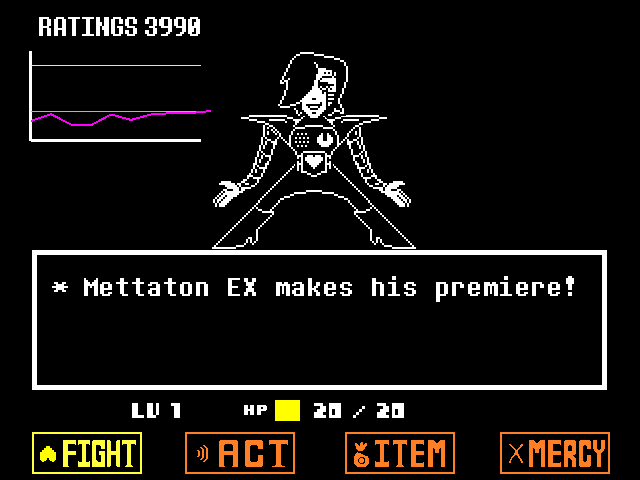 RATINGS 3990
* Mettaton EX makes his premiere!
LV 1 HP 20 / 20
FIGHT ACT ITEM MERCY